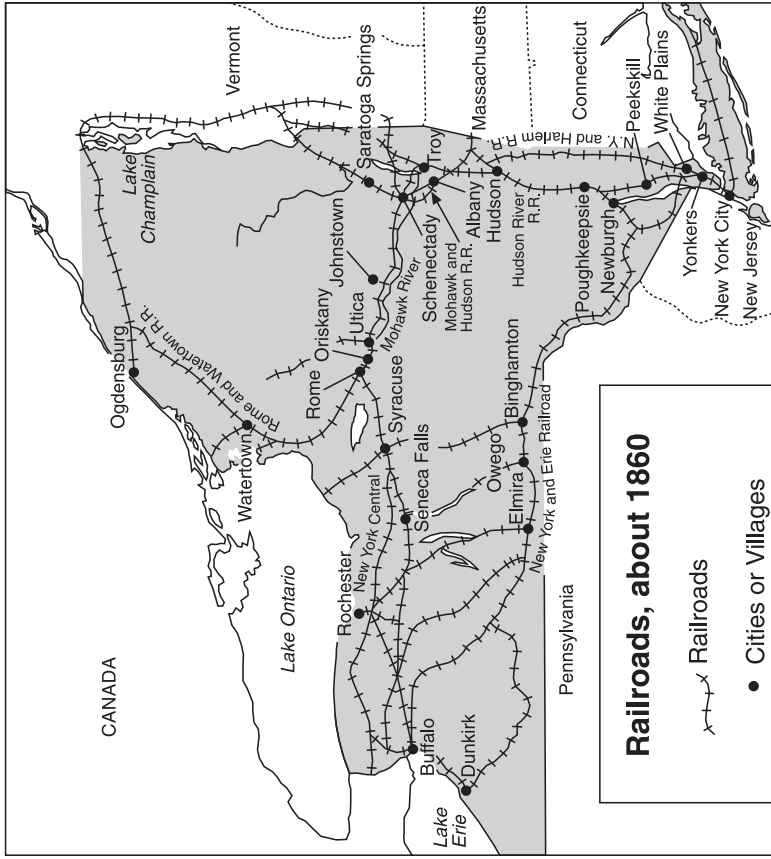 CANADA
Vermont
Massachusetts
Connecticut
New Jersey
Pennsylvania
Lake
Champlain
Lake Ontario
Lake
Erie
Ogdensburg
Rome and Watertown R.R.
Watertown
Saratoga Springs
Johnstown
Oriskany
Utica
Rome
Mohawk River
Schenectady
Mohawk and
Hudson R.R.
Troy
Albany
Hudson
Hudson River
R.R.
N.Y. and Harlem R.R.
Peekskill
White Plains
Poughkeepsie
Newburgh
Yonkers
New York City
Syracuse
Seneca Falls
New York Central
Rochester
Buffalo
Dunkirk
Binghamton
Owego
Elmira
New York and Erie Railroad
Railroads, about 1860
Railroads
Cities or Villages